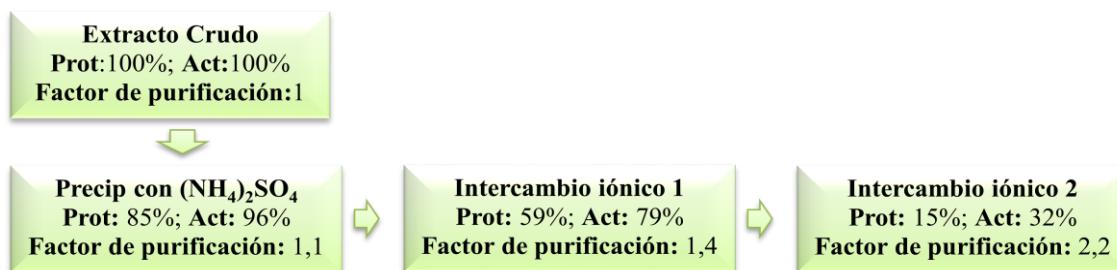 Extracto Crudo
Prot:100%; Act:100%
Factor de purificación:1
Precip con (NH₄)₂SO₄
Prot: 85%; Act: 96%
Factor de purificación: 1,1
Intercambio iónico 1
Prot: 59%; Act: 79%
Factor de purificación: 1,4
Intercambio iónico 2
Prot: 15%; Act: 32%
Factor de purificación: 2,2